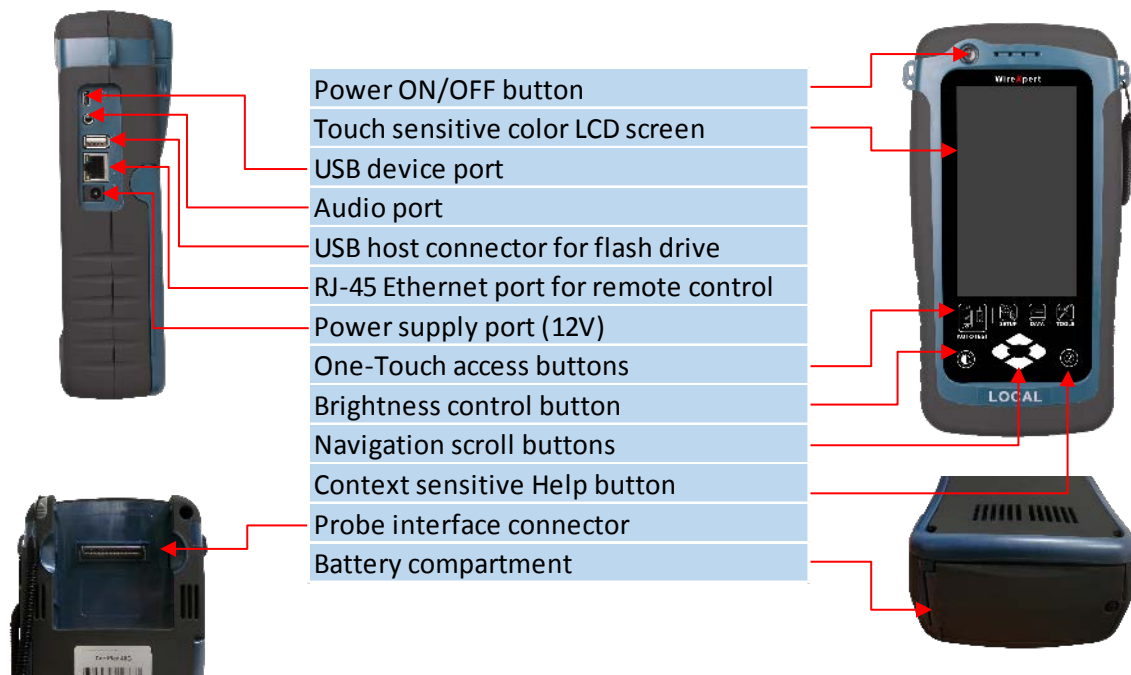 Power ON/OFF button
Touch sensitive color LCD screen
USB device port
Audio port
USB host connector for flash drive
RJ-45 Ethernet port for remote control
Power supply port (12V)
One-Touch access buttons
Brightness control button
Navigation scroll buttons
Context sensitive Help button
Probe interface connector
Battery compartment
WireXpert
AUTOTEST SETUP DATA TOOLS
LOCAL